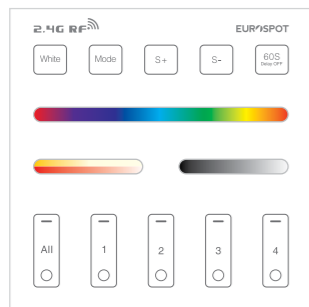 2.4G RF EUROSPOT
White Mode S+ S- 60S
Delay OFF
All 1 2 3 4